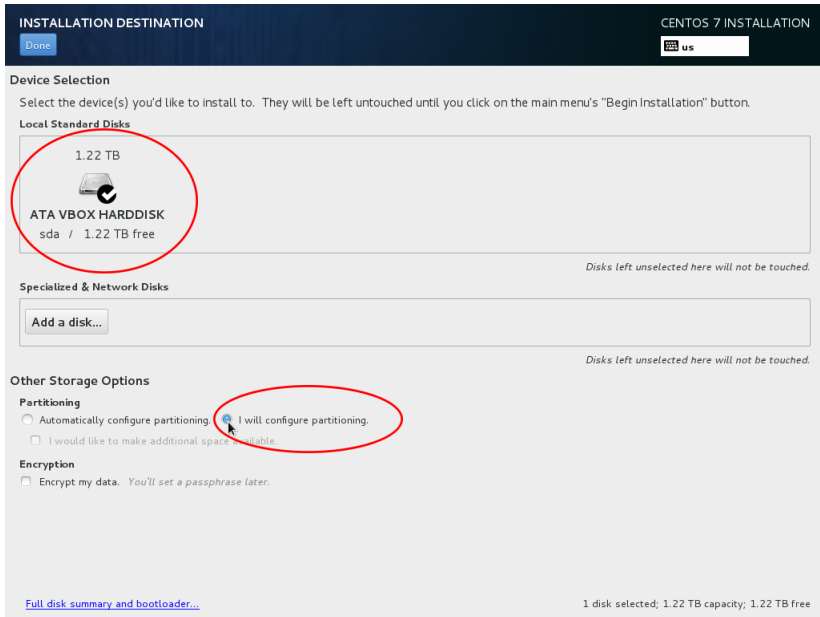 INSTALLATION DESTINATION
CENTOS 7 INSTALLATION
Done
us
Device Selection
Select the device(s) you'd like to install to. They will be left untouched until you click on the main menu's "Begin Installation" button.
Local Standard Disks
1.22 TB
ATA VBOX HARDDISK
sda / 1.22 TB free
Disks left unselected here will not be touched.
Specialized & Network Disks
Add a disk...
Disks left unselected here will not be touched.
Other Storage Options
Partitioning
Automatically configure partitioning. I will configure partitioning.
I would like to make additional space available.
Encryption
Encrypt my data. You'll set a passphrase later.
Full disk summary and bootloader... 1 disk selected; 1.22 TB capacity; 1.22 TB free